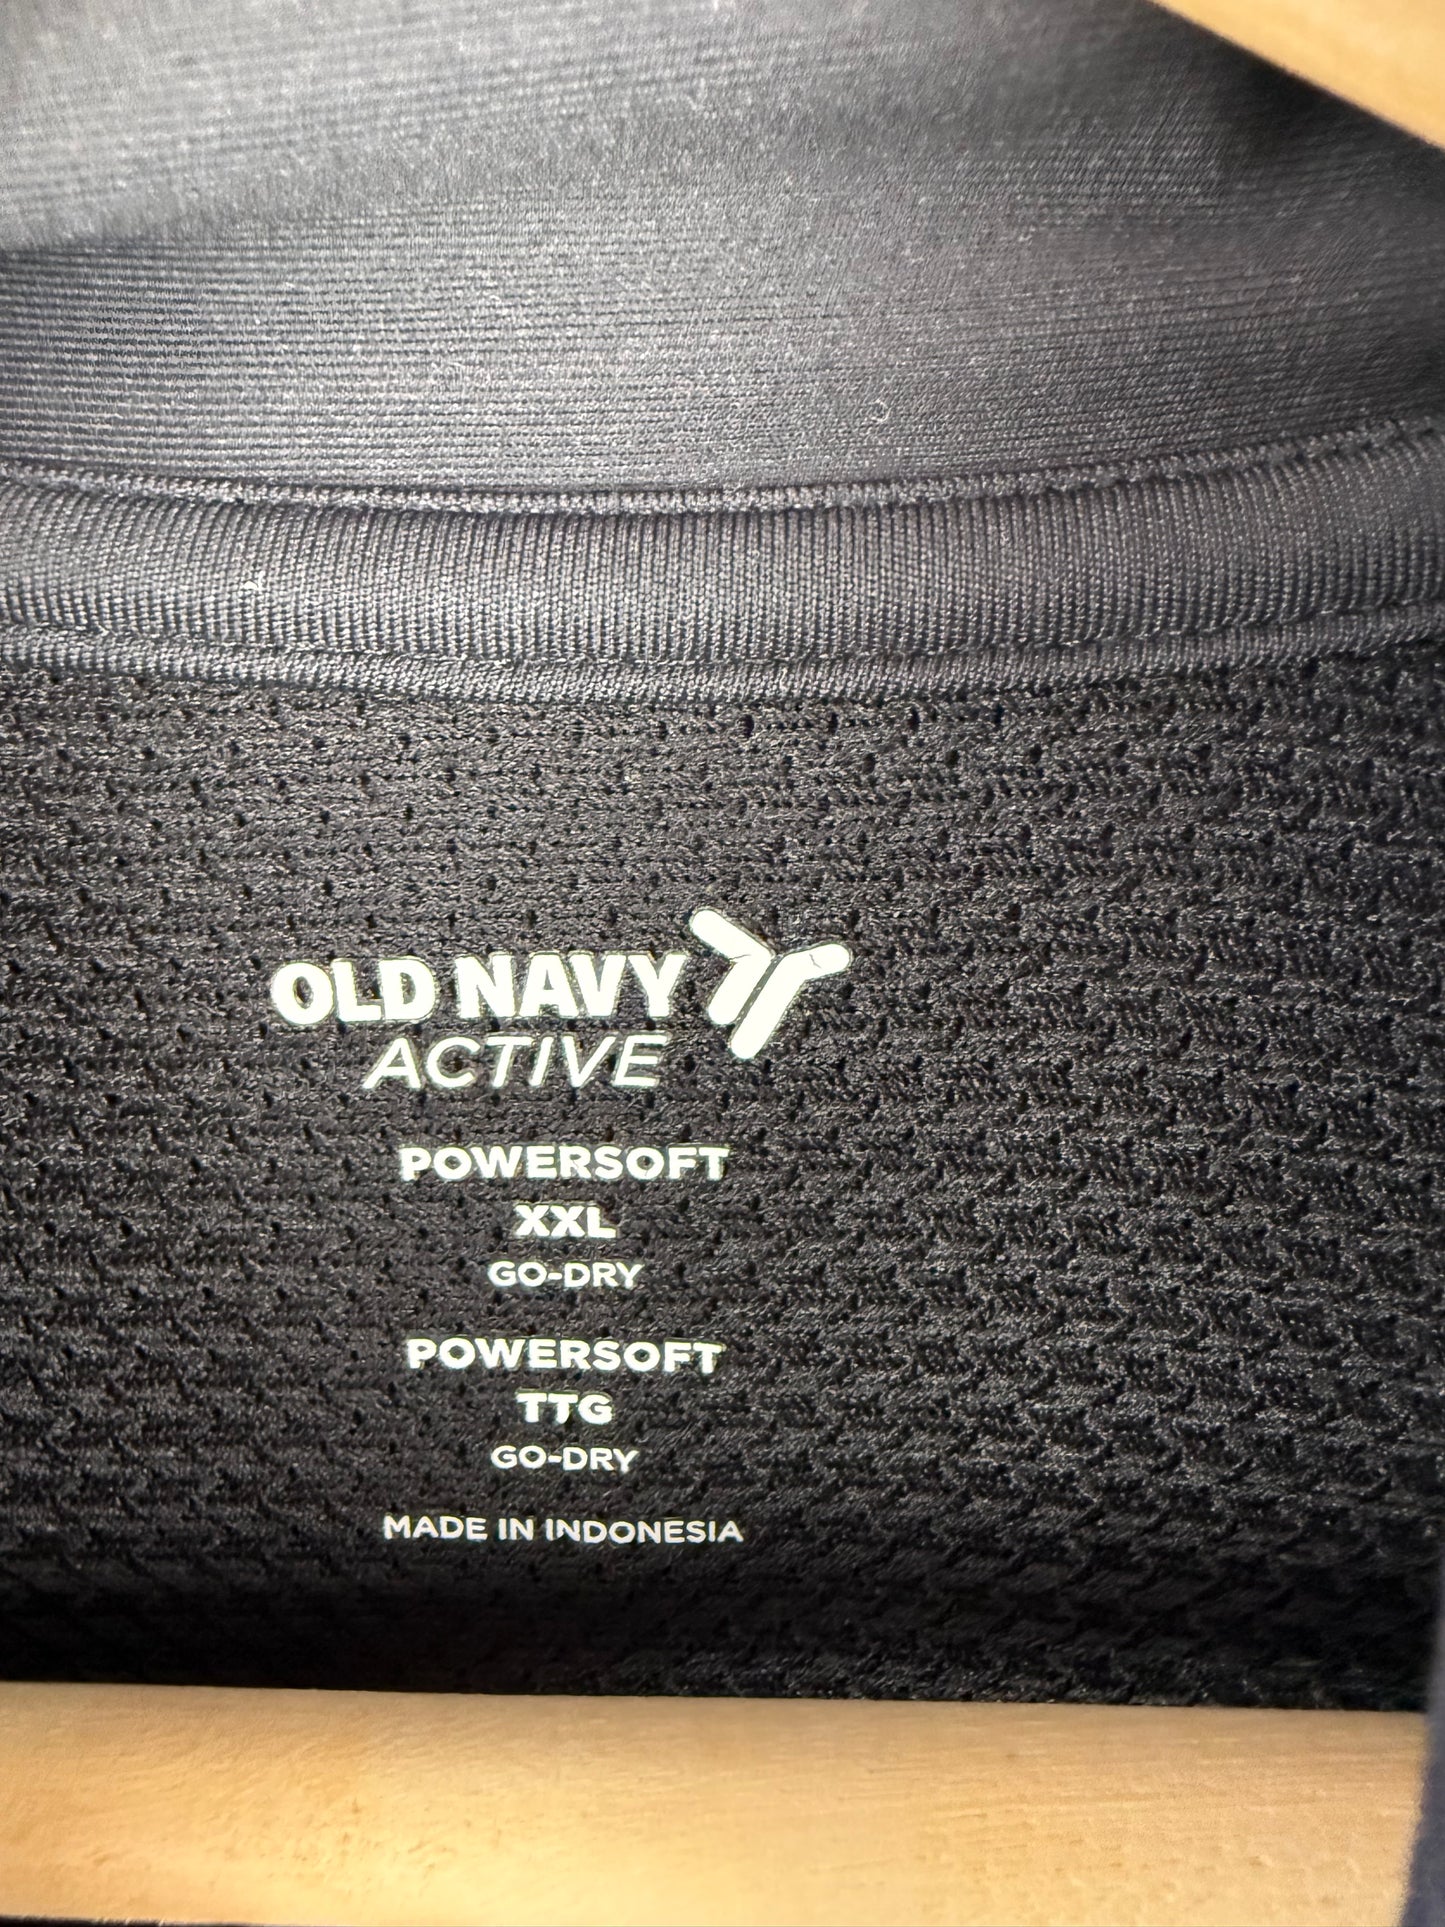 OLD NAVY
ACTIVE
POWERSOFT
XXL
GO-DRY
POWERSOFT
TTG
GO-DRY
MADE IN INDONESIA